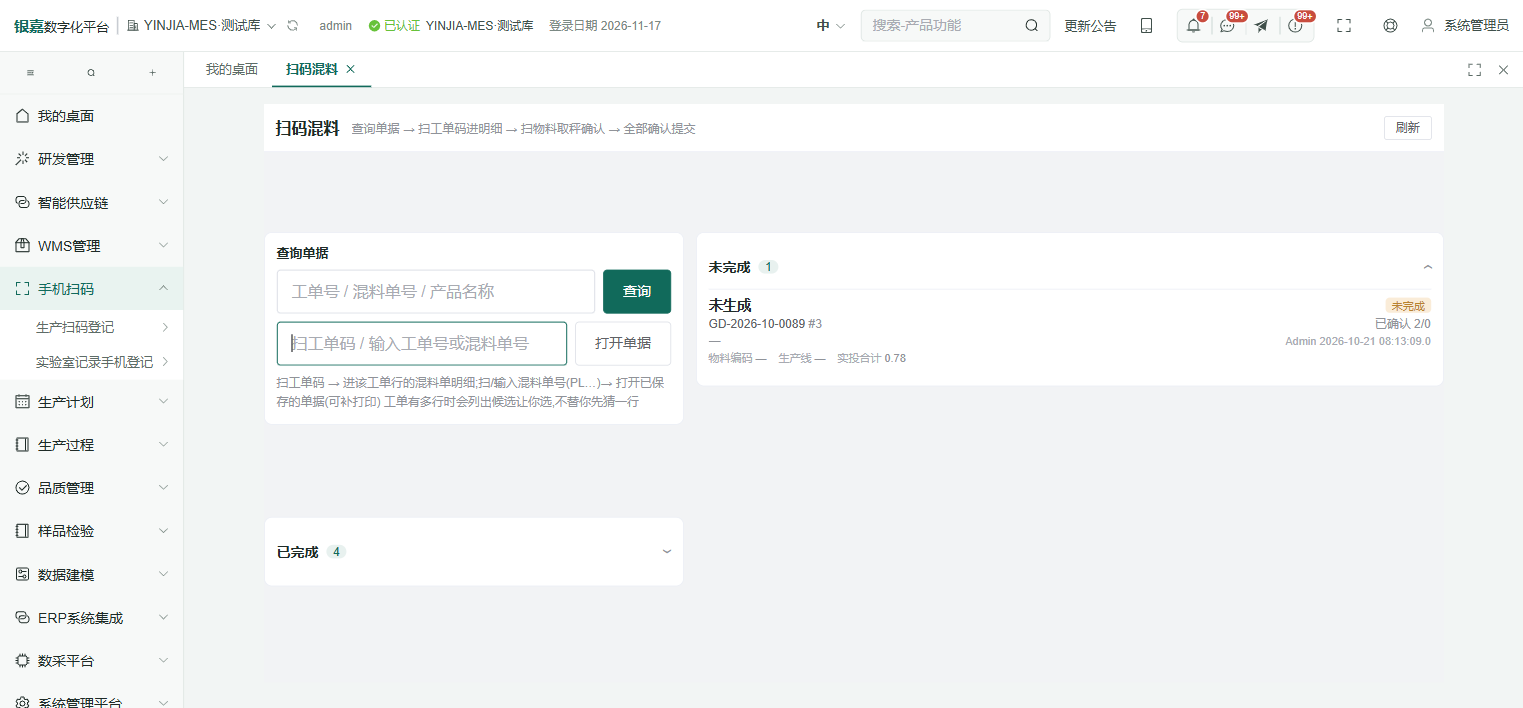 银嘉数字化平台 YINJIA-MES·测试库 admin 已认证 YINJIA-MES·测试库 登录日期 2026-11-17 中 搜索-产品功能 更新公告 7 99+ 99+ 系统管理员
我的桌面 扫码混料
我的桌面
研发管理
智能供应链
WMS管理
手机扫码
生产扫码登记
实验室记录手机登记
生产计划
生产过程
品质管理
样品检验
数据建模
ERP系统集成
数采平台
系统管理平台
扫码混料 查询单据 → 扫工单码进明细 → 扫物料取秤确认 → 全部确认提交 刷新
查询单据
工单号 / 混料单号 / 产品名称 查询
扫工单码 / 输入工单号或混料单号 打开单据
扫工单码 → 进该工单行的混料单明细;扫/输入混料单号(PL…)→ 打开已保
存的单据(可补打印) 工单有多行时会列出候选让你选,不替你先猜一行
未完成 1
未生成 未完成
GD-2026-10-0089 #3 已确认 2/0
— Admin 2026-10-21 08:13:09.0
物料编码 — 生产线 — 实投合计 0.78
已完成 4